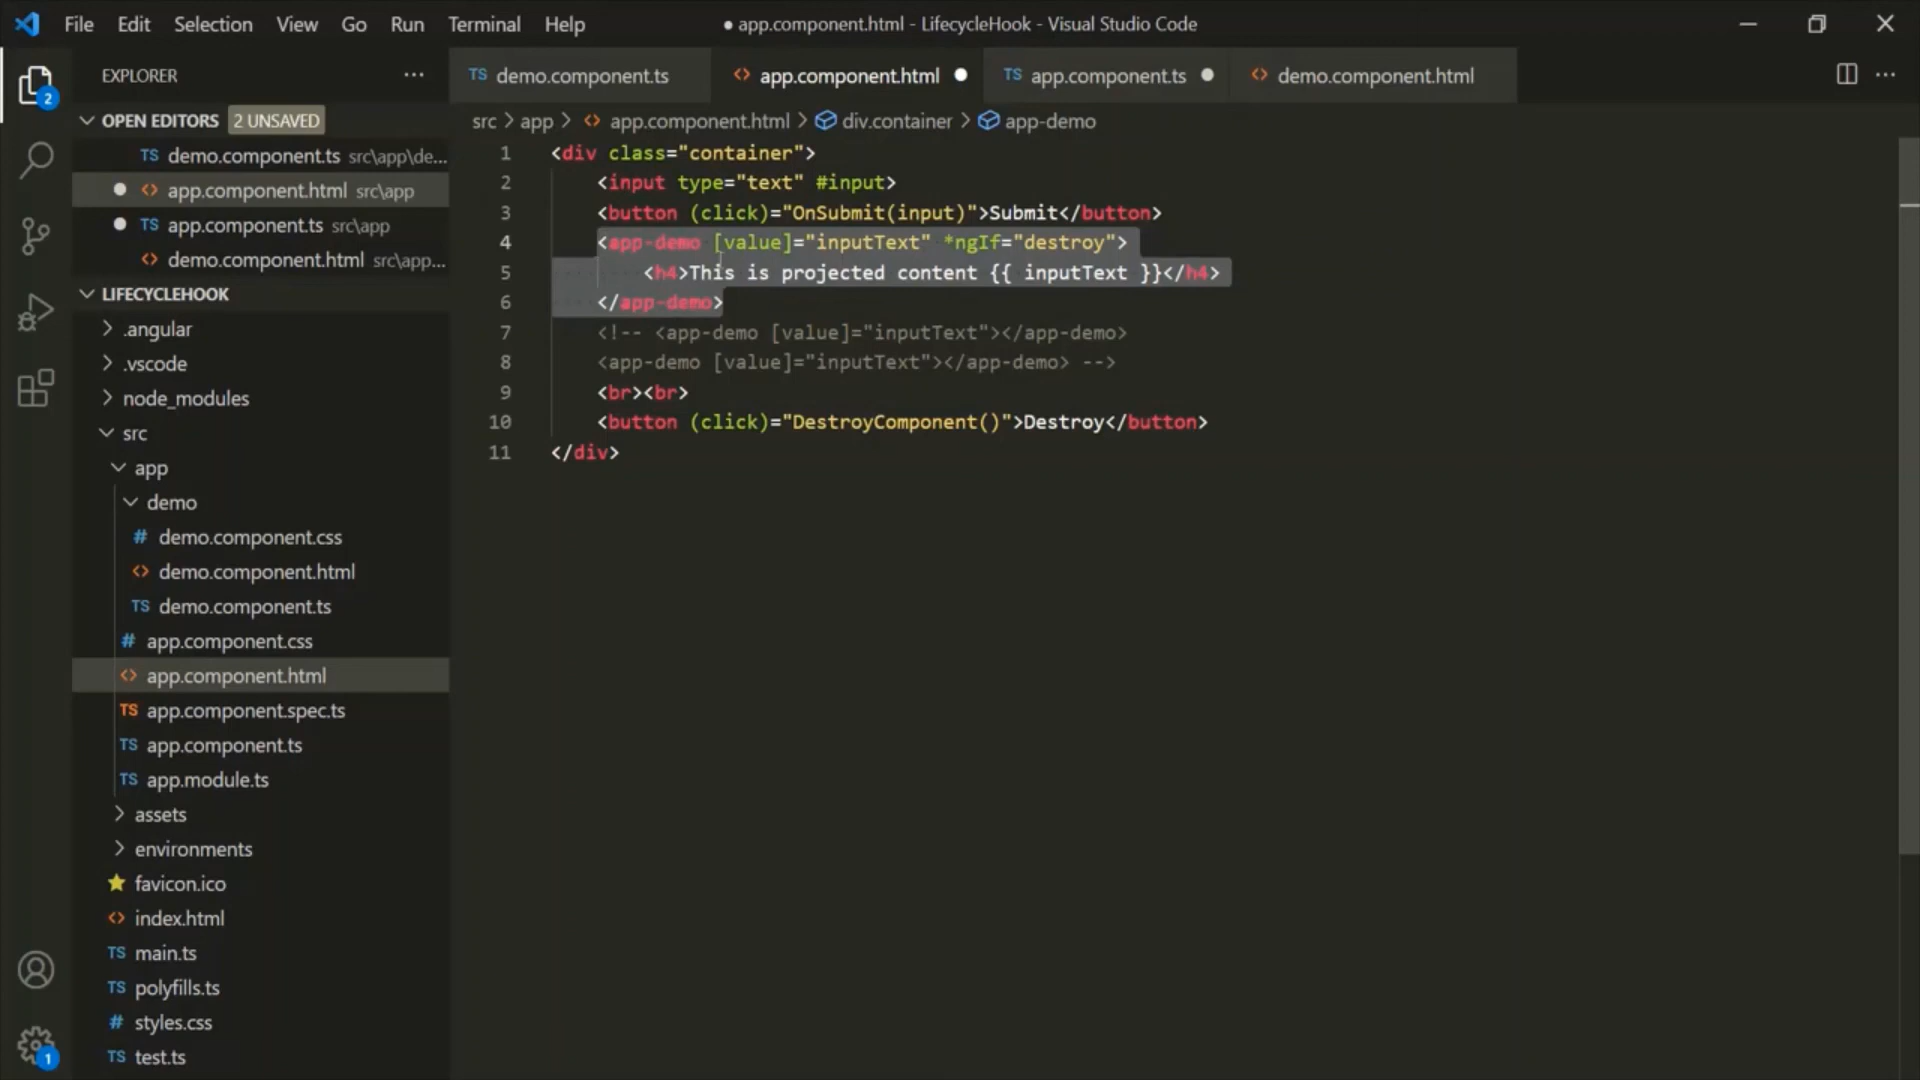 File Edit Selection View Go Run Terminal Help ● app.component.html - LifecycleHook - Visual Studio Code
EXPLORER ···
TS demo.component.ts <> app.component.html ● TS app.component.ts ● <> demo.component.html
OPEN EDITORS 2 UNSAVED
TS demo.component.ts src\app\de...
● <> app.component.html src\app
● TS app.component.ts src\app
<> demo.component.html src\app...
LIFECYCLEHOOK
.angular
.vscode
node_modules
src
app
demo
# demo.component.css
<> demo.component.html
TS demo.component.ts
# app.component.css
<> app.component.html
TS app.component.spec.ts
TS app.component.ts
TS app.module.ts
assets
environments
favicon.ico
<> index.html
TS main.ts
TS polyfills.ts
# styles.css
TS test.ts
2
1
src > app > <> app.component.html > div.container > app-demo
1 <div class="container">
2 <input type="text" #input>
3 <button (click)="OnSubmit(input)">Submit</button>
4 <app-demo [value]="inputText" *ngIf="destroy">
5 <h4>This is projected content {{ inputText }}</h4>
6 </app-demo>
7 <!-- <app-demo [value]="inputText"></app-demo>
8 <app-demo [value]="inputText"></app-demo> -->
9 <br><br>
10 <button (click)="DestroyComponent()">Destroy</button>
11 </div>